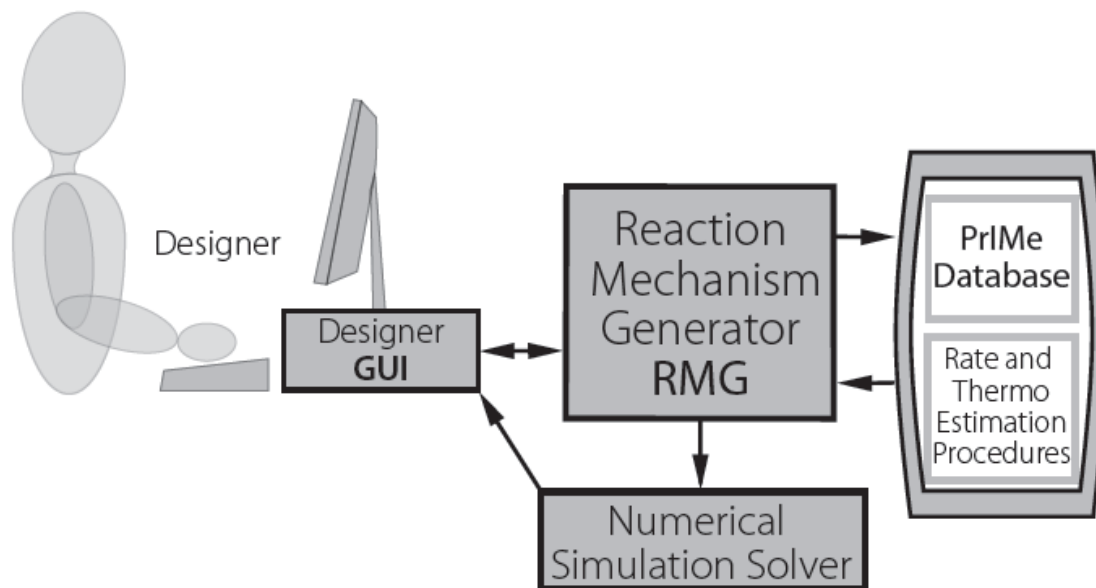 Designer
Designer
GUI
Reaction
Mechanism
Generator
RMG
PrIMe
Database
Rate and
Thermo
Estimation
Procedures
Numerical
Simulation Solver